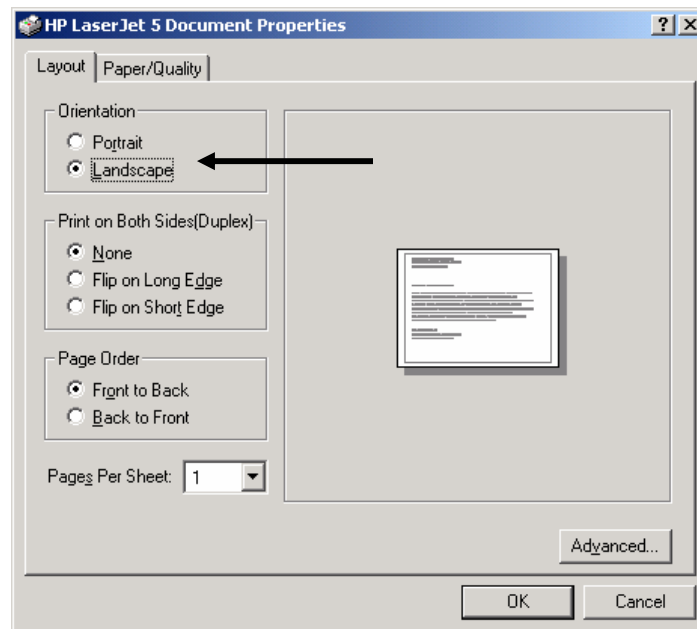 HP LaserJet 5 Document Properties
Layout
Paper/Quality
Orientation
Portrait
Landscape
Print on Both Sides(Duplex)
None
Flip on Long Edge
Flip on Short Edge
Page Order
Front to Back
Back to Front
Pages Per Sheet: 1
Advanced...
OK
Cancel